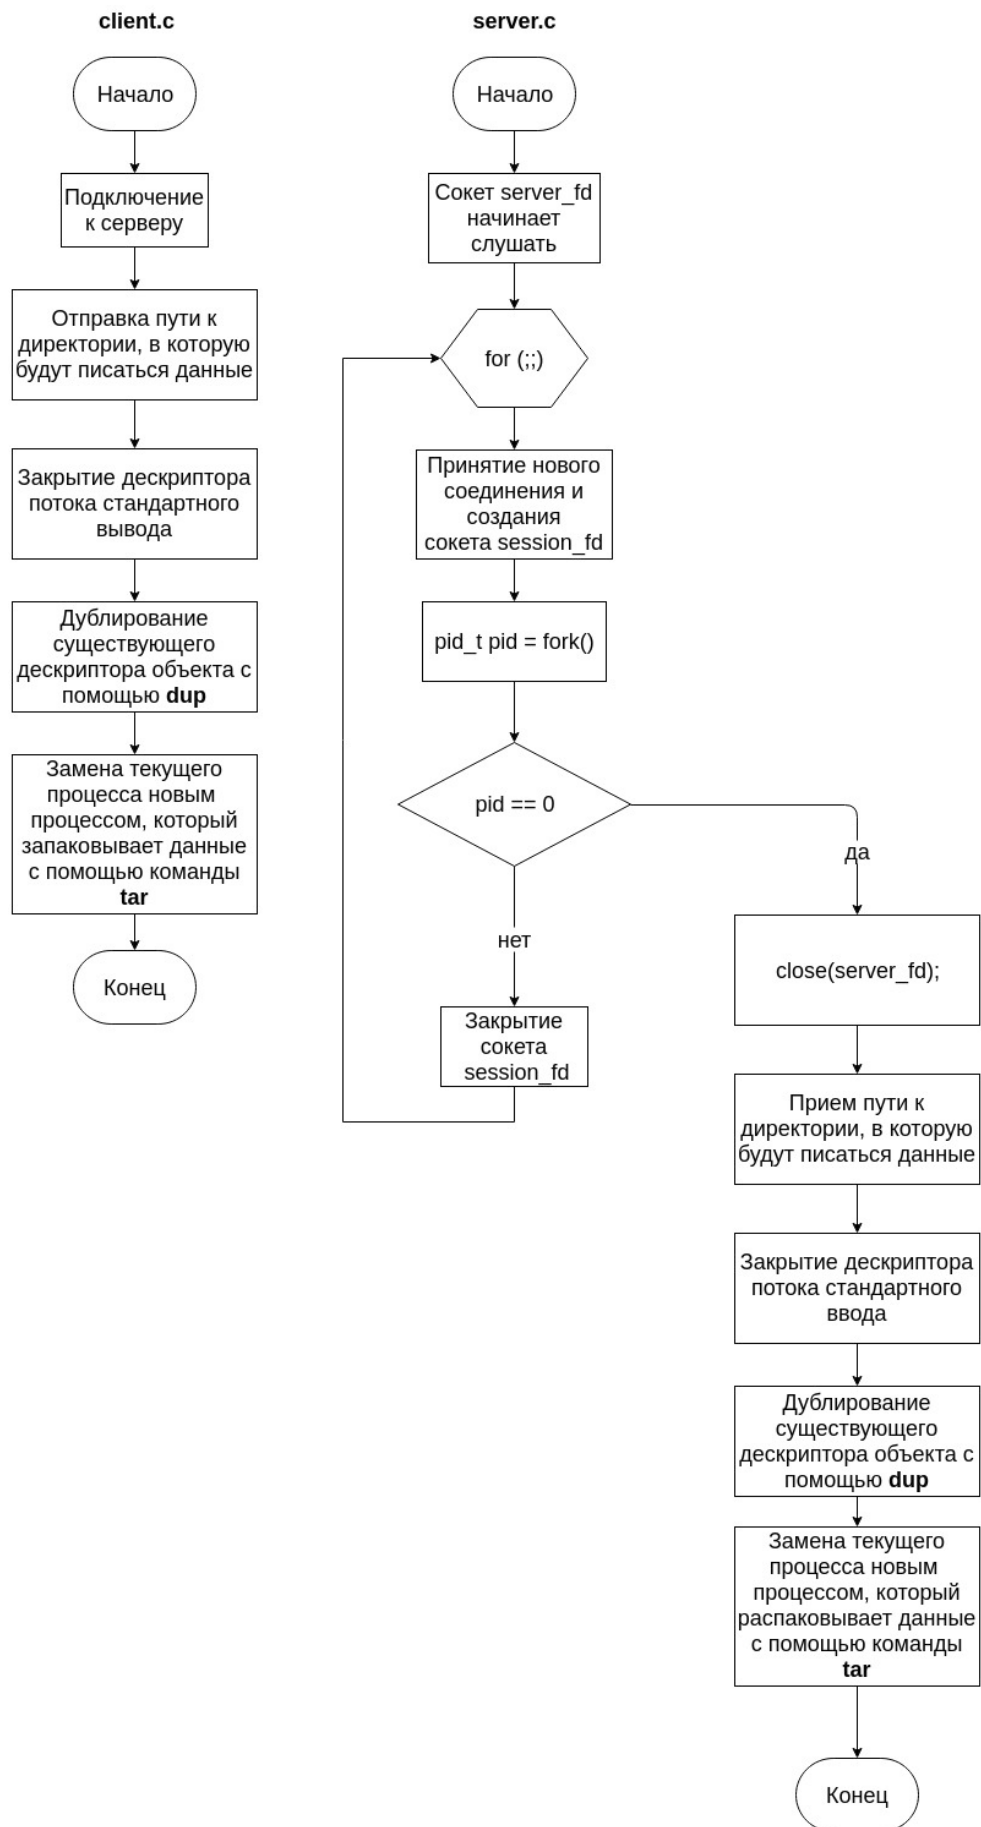 client.c
Начало
Подключение
к серверу
Отправка пути к
директории, в которую
будут писаться данные
Закрытие дескриптора
потока стандартного
вывода
Дублирование
существующего
дескриптора объекта с
помощью dup
Замена текущего
процесса новым
процессом, который
запаковывает данные
с помощью команды
tar
Конец
server.c
Начало
Сокет server_fd
начинает
слушать
for (;;)
Принятие нового
соединения и
создания
сокета session_fd
pid_t pid = fork()
pid == 0
нет
Закрытие
сокета
session_fd
да
close(server_fd);
Прием пути к
директории, в которую
будут писаться данные
Закрытие дескриптора
потока стандартного
ввода
Дублирование
существующего
дескриптора объекта с
помощью dup
Замена текущего
процесса новым
процессом, который
распаковывает данные
с помощью команды
tar
Конец